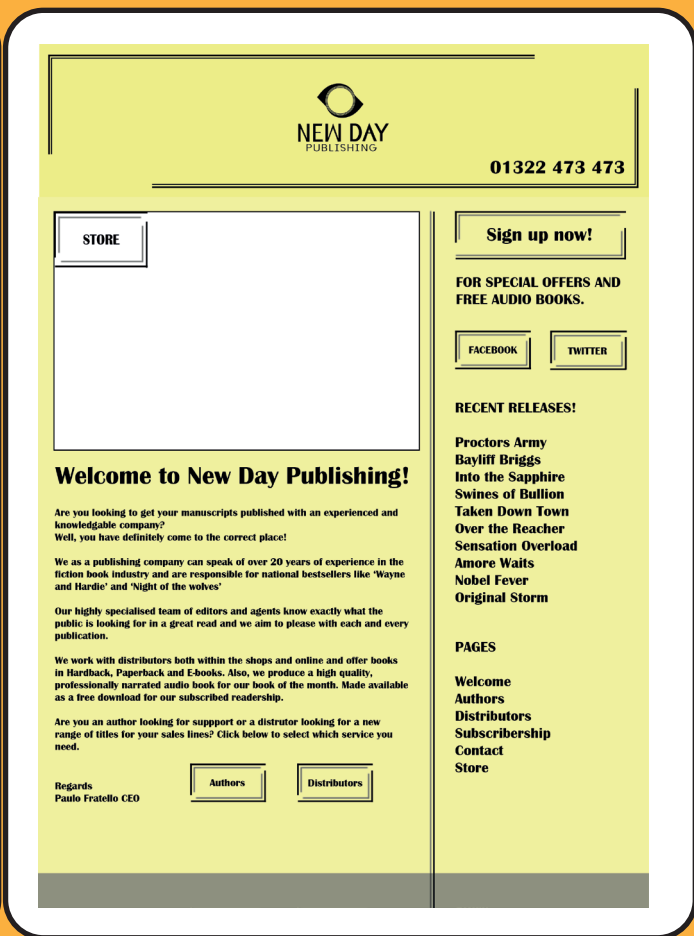 NEW DAY
PUBLISHING
01322 473 473
STORE
Welcome to New Day Publishing!
Are you looking to get your manuscripts published with an experienced and
knowledgable company?
Well, you have definitely come to the correct place!
We as a publishing company can speak of over 20 years of experience in the
fiction book industry and are responsible for national bestsellers like ‘Wayne
and Hardie’ and ‘Night of the wolves’
Our highly specialised team of editors and agents know exactly what the
public is looking for in a great read and we aim to please with each and every
publication.
We work with distributors both within the shops and online and offer books
in Hardback, Paperback and E-books. Also, we produce a high quality,
professionally narrated audio book for our book of the month. Made available
as a free download for our subscribed readership.
Are you an author looking for suppport or a distrutor looking for a new
range of titles for your sales lines? Click below to select which service you
need.
Regards
Paulo Fratello CEO
Authors
Distributors
Sign up now!
FOR SPECIAL OFFERS AND
FREE AUDIO BOOKS.
FACEBOOK
TWITTER
RECENT RELEASES!
Proctors Army
Bayliff Briggs
Into the Sapphire
Swines of Bullion
Taken Down Town
Over the Reacher
Sensation Overload
Amore Waits
Nobel Fever
Original Storm
PAGES
Welcome
Authors
Distributors
Subscribership
Contact
Store